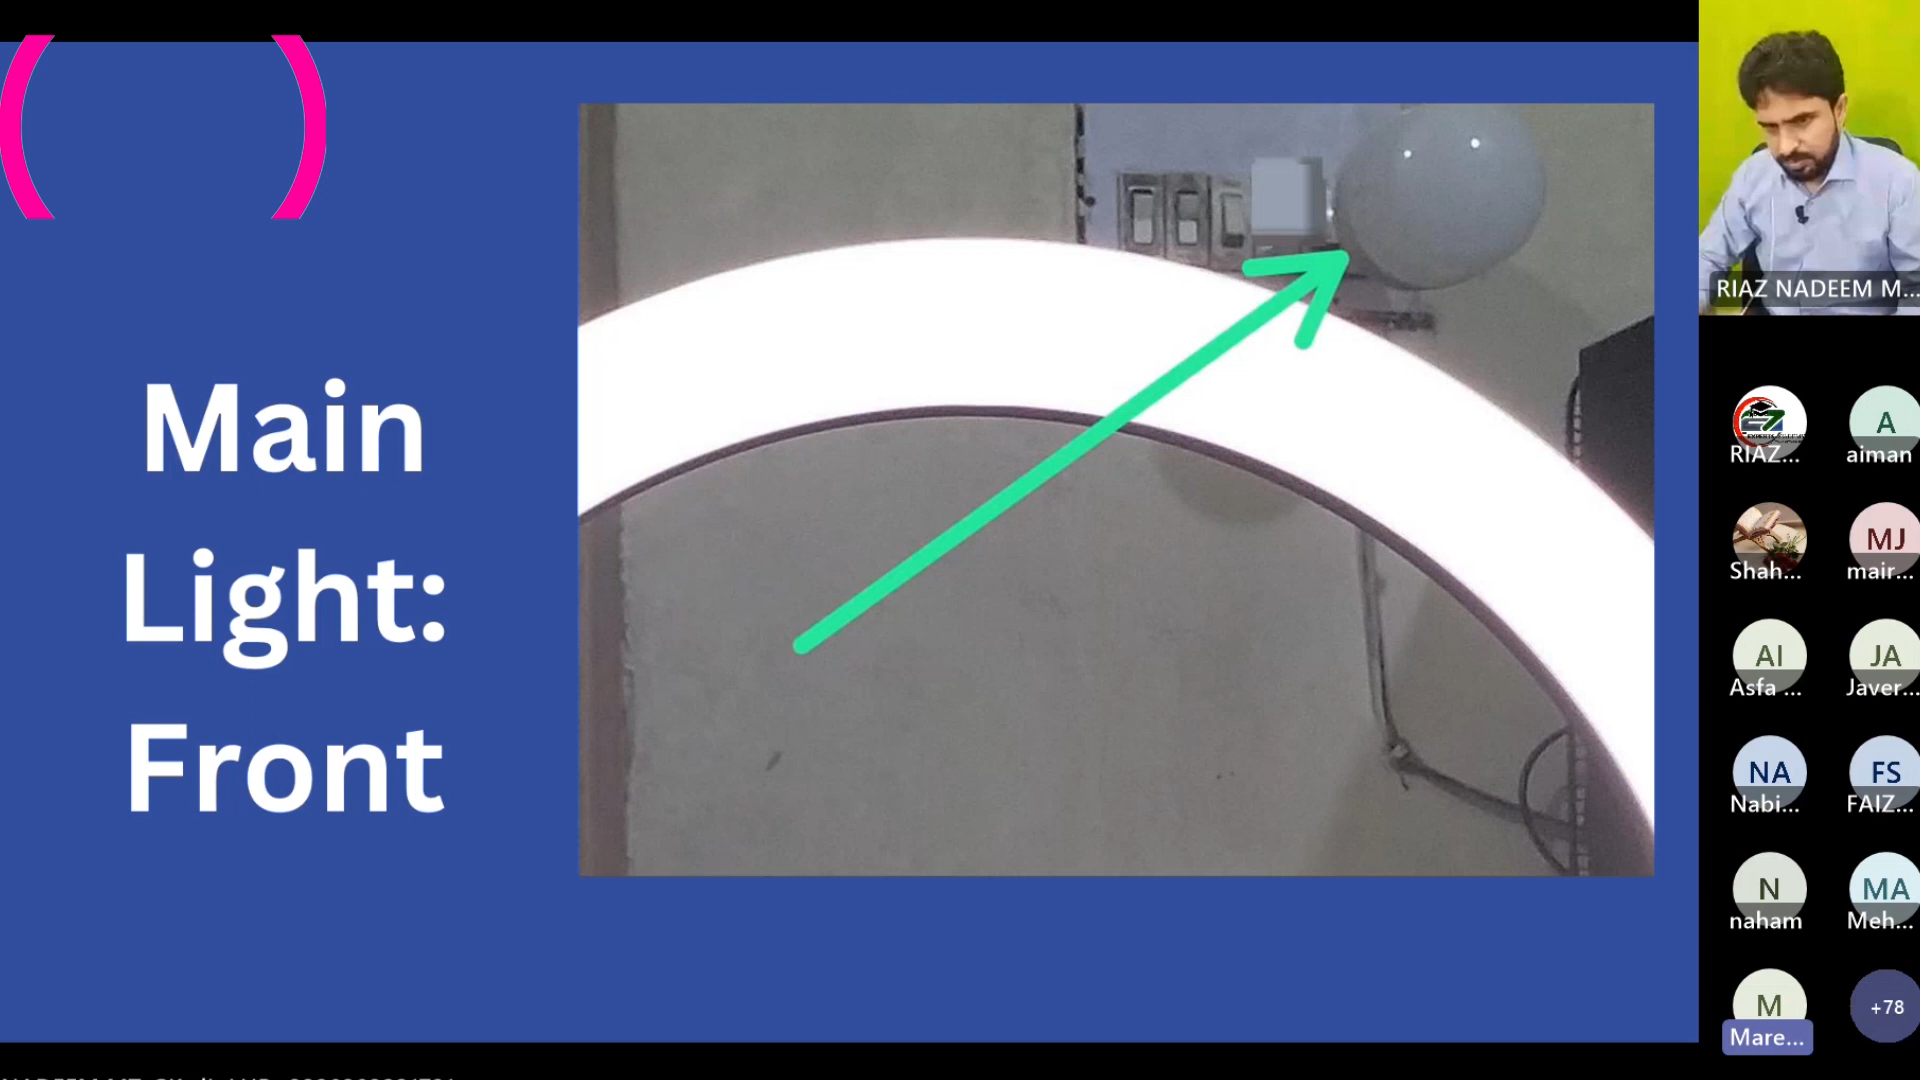 Main
Light:
Front
RIAZ NADEEM M...
RIAZ...
A
aiman
Shah...
MJ
mair...
AI
Asfa ...
JA
Javer...
NA
Nabi...
FS
FAIZ...
N
naham
MA
Meh...
M
Mare...
+78